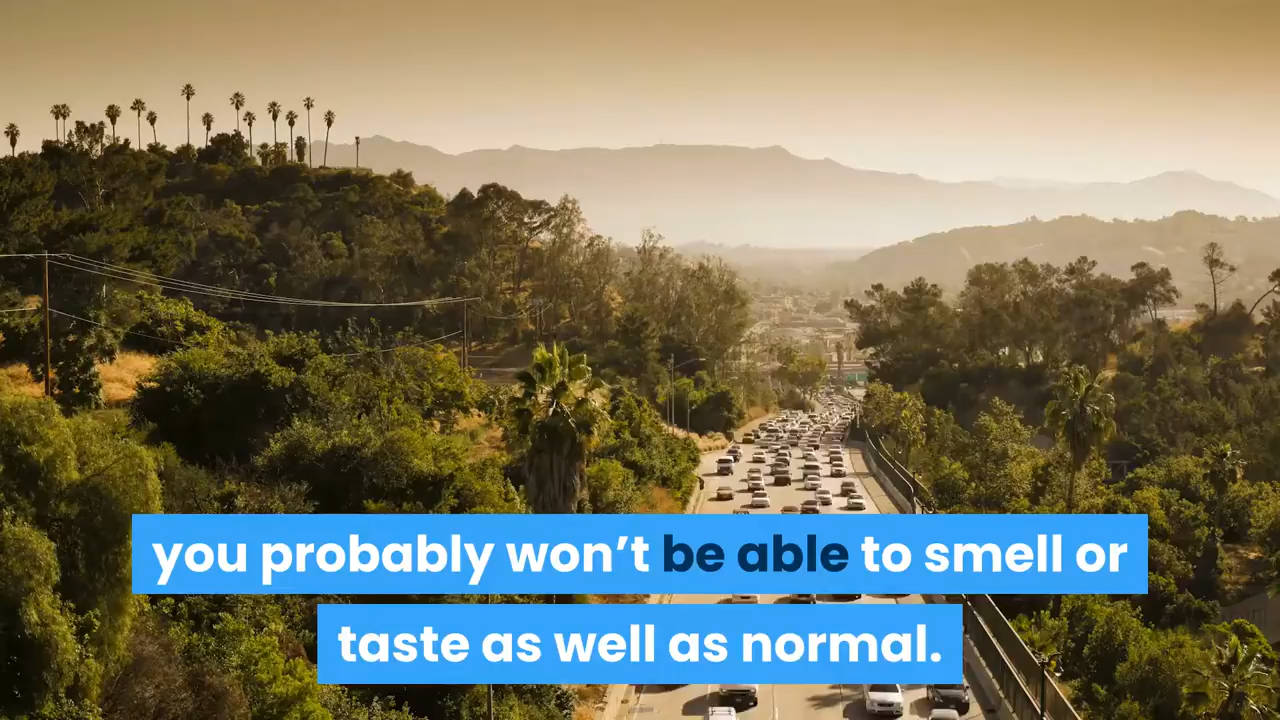 you probably won’t be able to smell or
taste as well as normal.